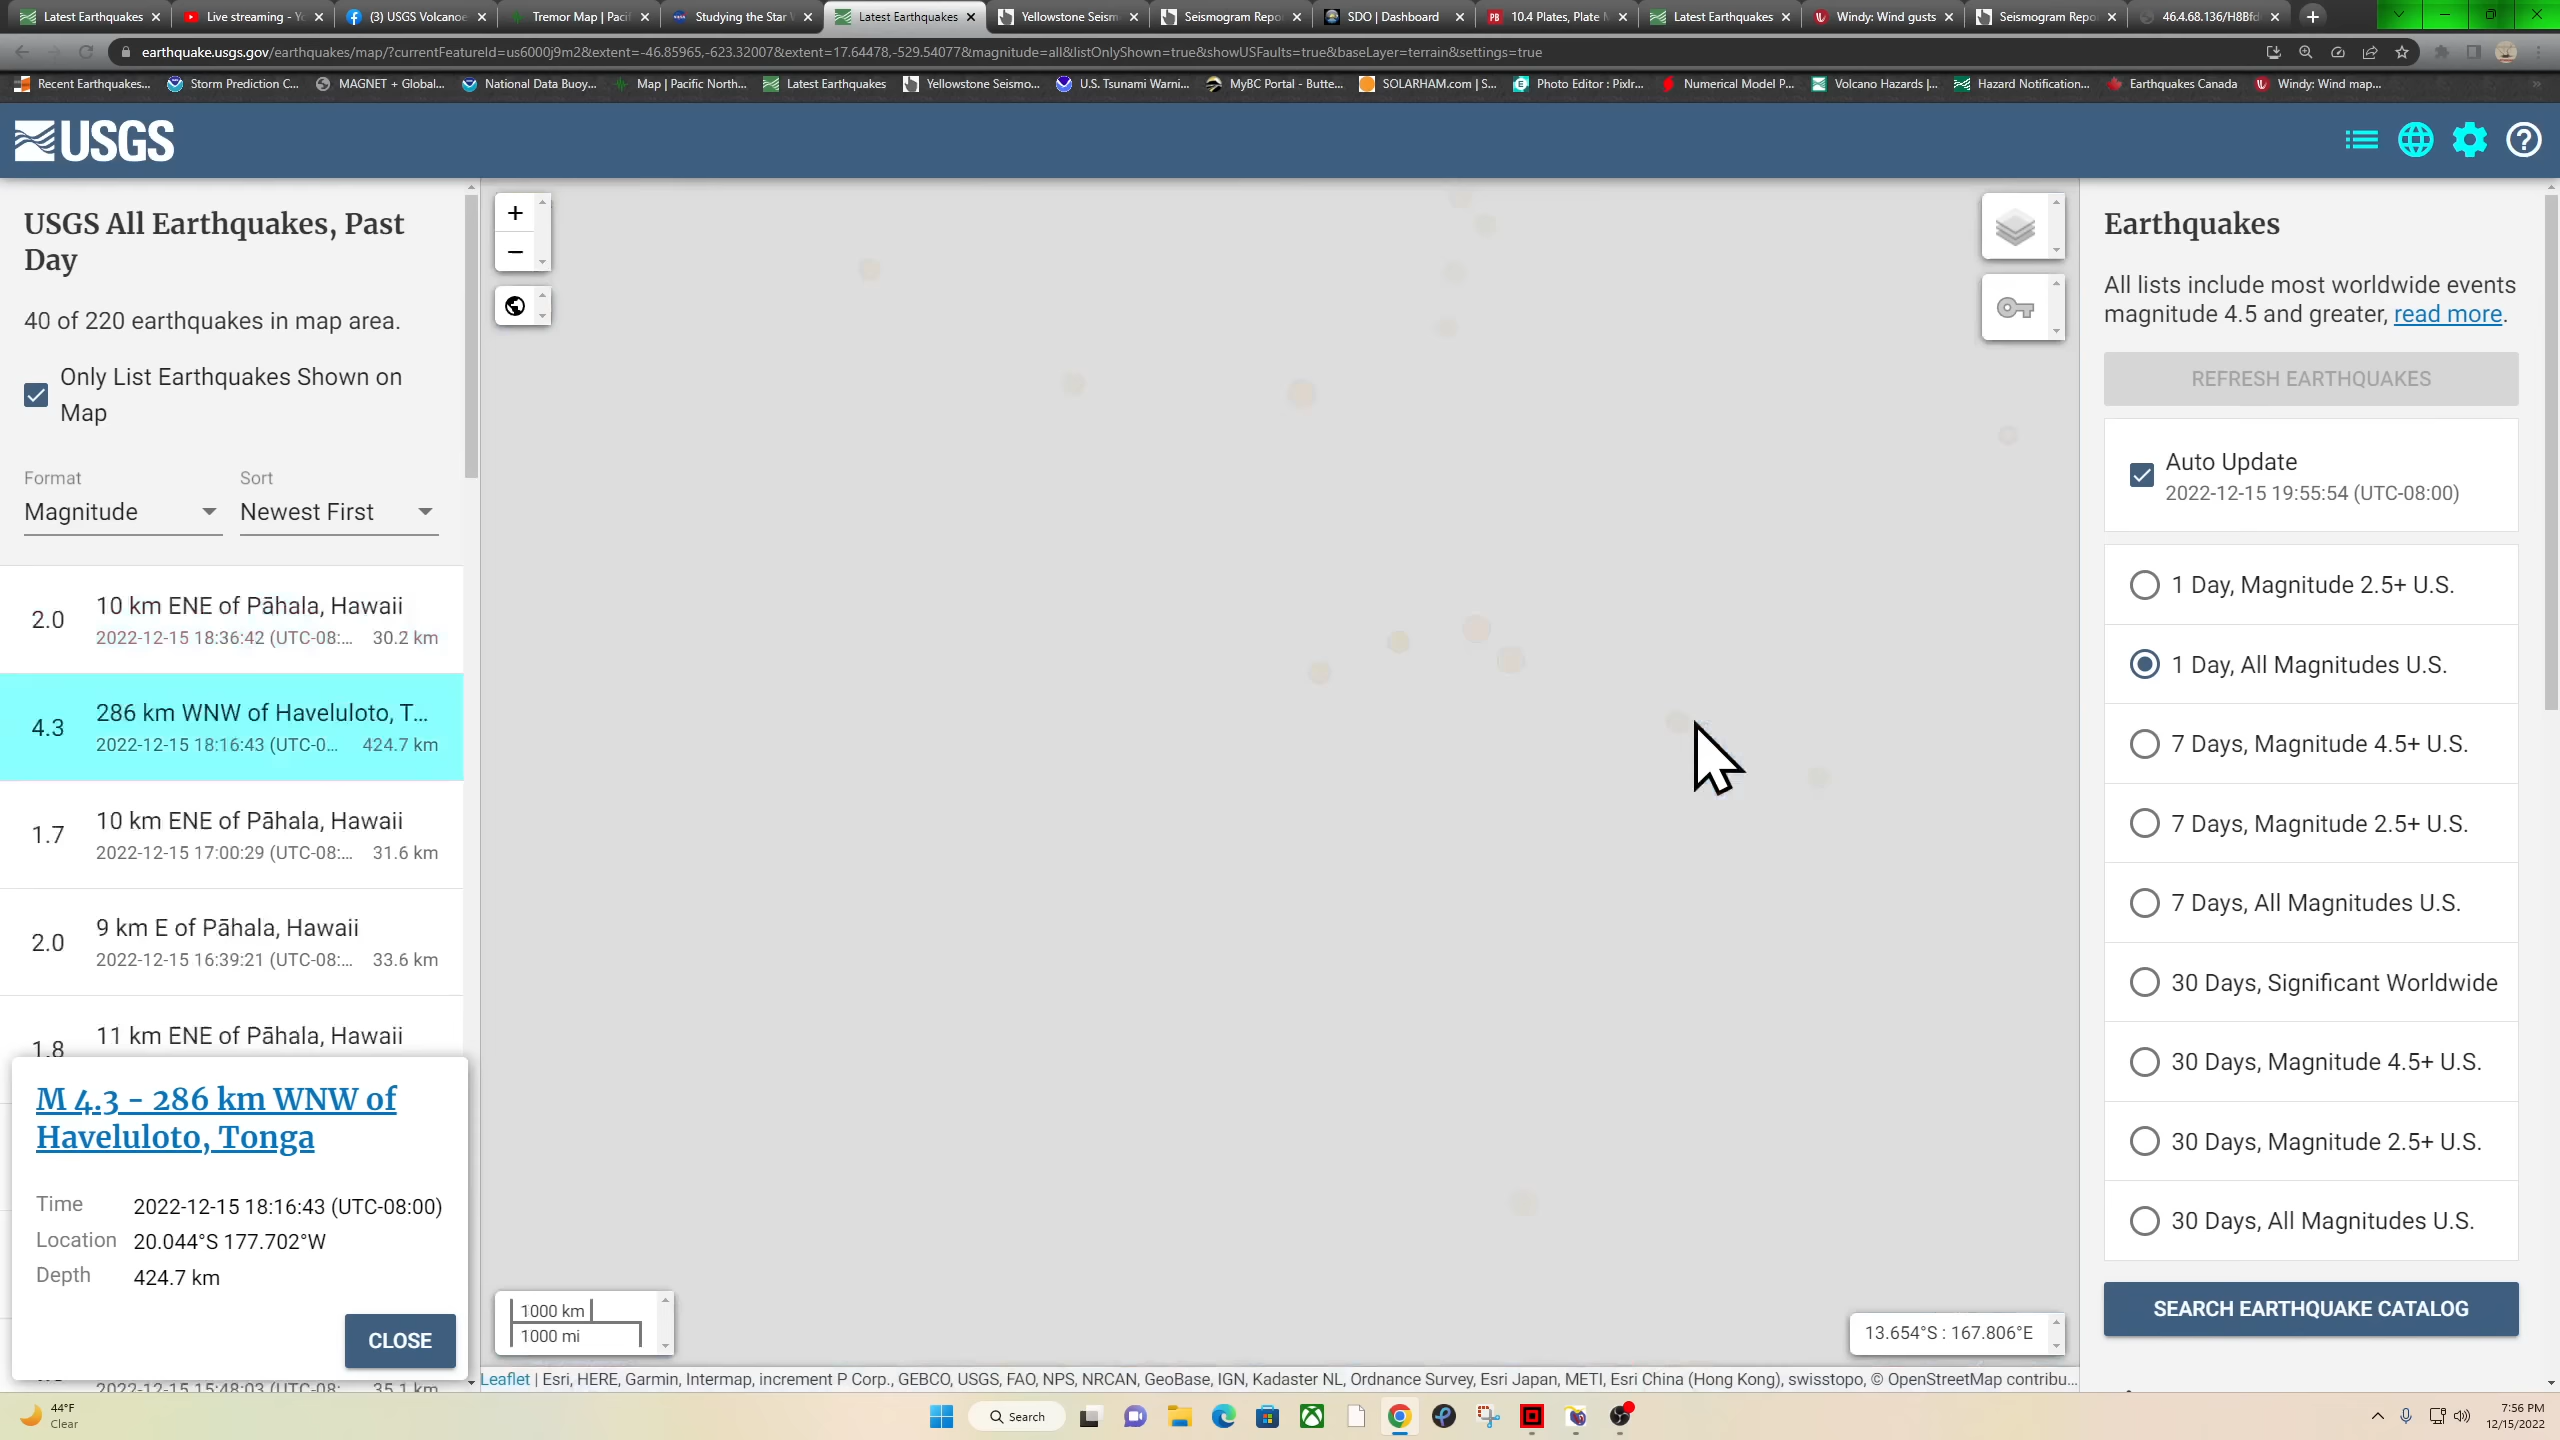 Latest Earthquakes
Live streaming - Y
(3) USGS Volcanoe
Tremor Map | Paci
Studying the Star
Latest Earthquakes
Yellowstone Seism
Seismogram Repo
SDO | Dashboard
10.4 Plates, Plate
Latest Earthquakes
Windy: Wind gusts
Seismogram Repo
46.4.68.136/H8Bfd
earthquake.usgs.gov/earthquakes/map/?currentFeatureId=us6000j9m2&extent=-46.85965,-623.32007&extent=17.64478,-529.54077&magnitude=all&listOnlyShown=true&showUSFaults=true&baseLayer=terrain&settings=true
Recent Earthquakes...
Storm Prediction C...
MAGNET + Global...
National Data Buoy...
Map | Pacific North...
Latest Earthquakes
Yellowstone Seismo...
U.S. Tsunami Warni...
MyBC Portal - Butte...
SOLARHAM.com | S...
Photo Editor : Pixlr...
Numerical Model P...
Volcano Hazards |...
Hazard Notification...
Earthquakes Canada
Windy: Wind map...
USGS
USGS All Earthquakes, Past
Day
40 of 220 earthquakes in map area.
Only List Earthquakes Shown on
Map
Format
Sort
Magnitude
Newest First
2.0
10 km ENE of Pāhala, Hawaii
2022-12-15 18:36:42 (UTC-08:...
30.2 km
4.3
286 km WNW of Haveluloto, T...
2022-12-15 18:16:43 (UTC-0...
424.7 km
1.7
10 km ENE of Pāhala, Hawaii
2022-12-15 17:00:29 (UTC-08:...
31.6 km
2.0
9 km E of Pāhala, Hawaii
2022-12-15 16:39:21 (UTC-08:...
33.6 km
1.8
11 km ENE of Pāhala, Hawaii
M 4.3 - 286 km WNW of
Haveluloto, Tonga
Time
2022-12-15 18:16:43 (UTC-08:00)
Location
20.044°S 177.702°W
Depth
424.7 km
CLOSE
2022-12-15 15:48:03 (UTC-08:
35.1 km
1000 km
1000 mi
13.654°S : 167.806°E
Leaflet | Esri, HERE, Garmin, Intermap, increment P Corp., GEBCO, USGS, FAO, NPS, NRCAN, GeoBase, IGN, Kadaster NL, Ordnance Survey, Esri Japan, METI, Esri China (Hong Kong), swisstopo, © OpenStreetMap contribu...
Earthquakes
All lists include most worldwide events
magnitude 4.5 and greater, read more.
REFRESH EARTHQUAKES
Auto Update
2022-12-15 19:55:54 (UTC-08:00)
1 Day, Magnitude 2.5+ U.S.
1 Day, All Magnitudes U.S.
7 Days, Magnitude 4.5+ U.S.
7 Days, Magnitude 2.5+ U.S.
7 Days, All Magnitudes U.S.
30 Days, Significant Worldwide
30 Days, Magnitude 4.5+ U.S.
30 Days, Magnitude 2.5+ U.S.
30 Days, All Magnitudes U.S.
SEARCH EARTHQUAKE CATALOG
44°F
Clear
Search
7:56 PM
12/15/2022